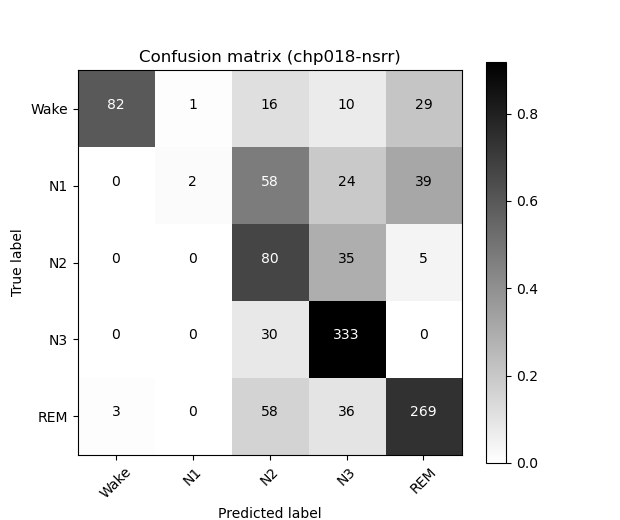 Confusion matrix (chp018-nsrr)
Wake 82 1 16 10 29
N1 0 2 58 24 39
N2 0 0 80 35 5
N3 0 0 30 333 0
REM 3 0 58 36 269
Wake N1 N2 N3 REM
Predicted label
True label
0.8
0.6
0.4
0.2
0.0